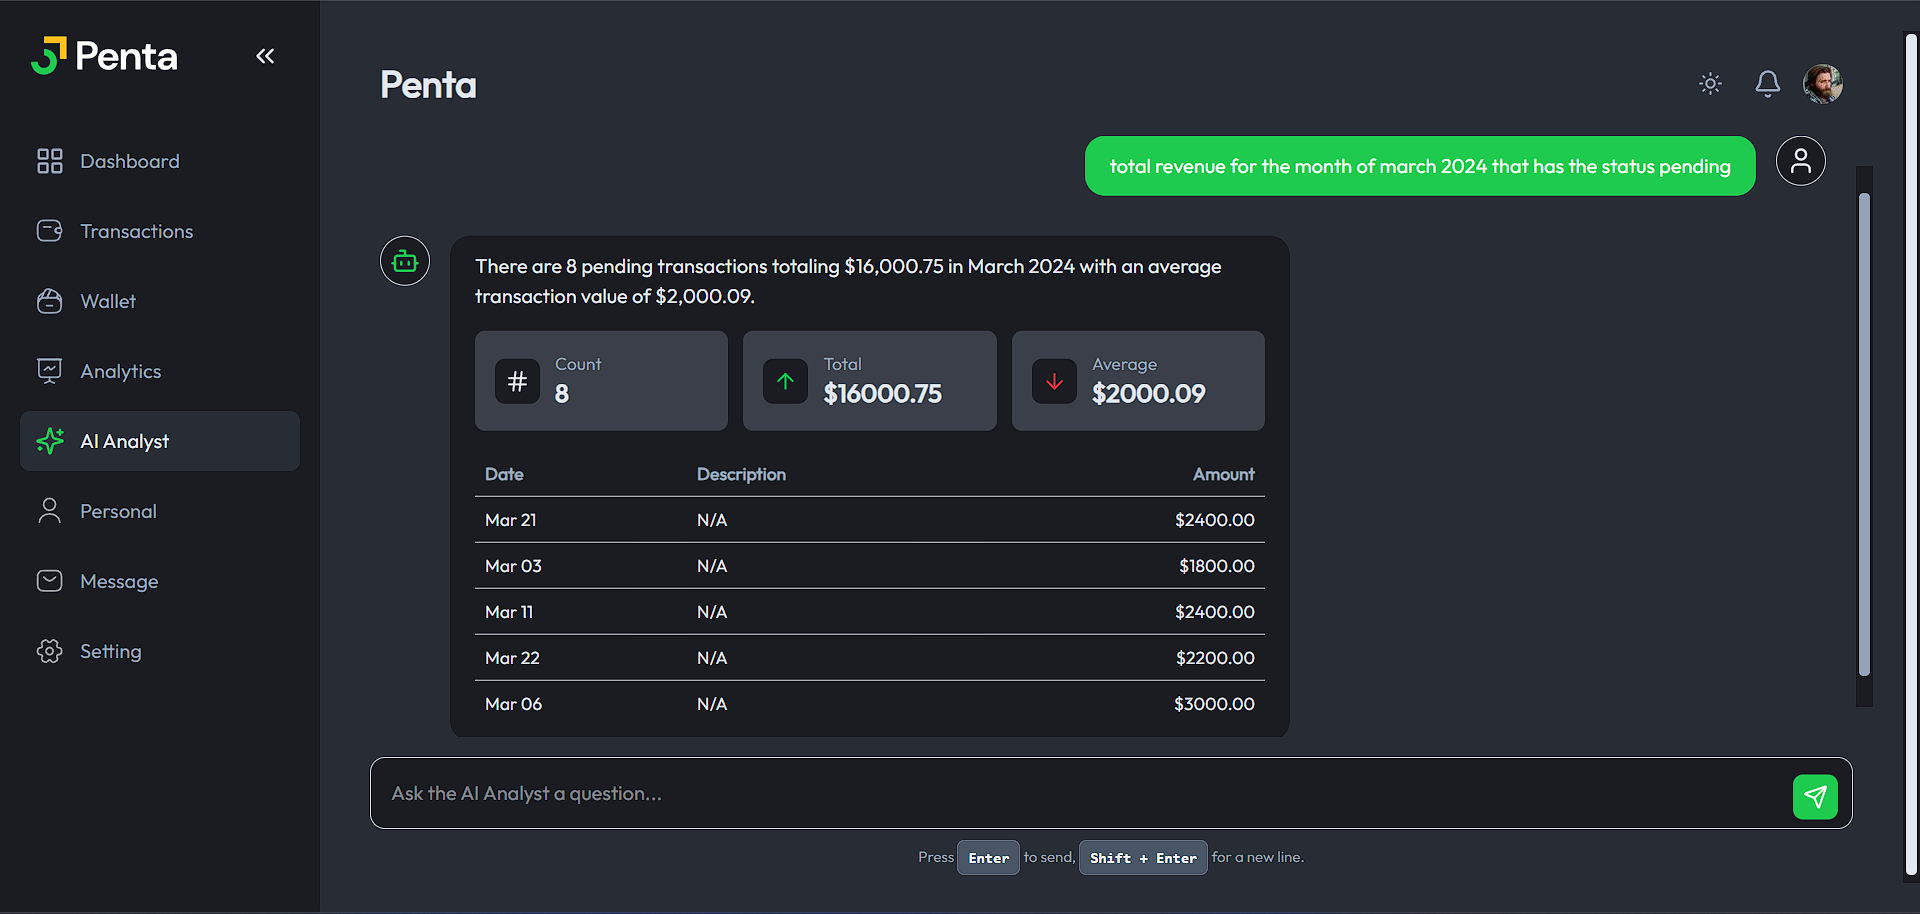 Penta
Dashboard
Transactions
Wallet
Analytics
AI Analyst
Personal
Message
Setting
Penta
total revenue for the month of march 2024 that has the status pending
There are 8 pending transactions totaling $16,000.75 in March 2024 with an average
transaction value of $2,000.09.
# Count
8
Total
$16000.75
Average
$2000.09
Date Description Amount
Mar 21 N/A $2400.00
Mar 03 N/A $1800.00
Mar 11 N/A $2400.00
Mar 22 N/A $2200.00
Mar 06 N/A $3000.00
Ask the AI Analyst a question...
Press Enter to send, Shift + Enter for a new line.